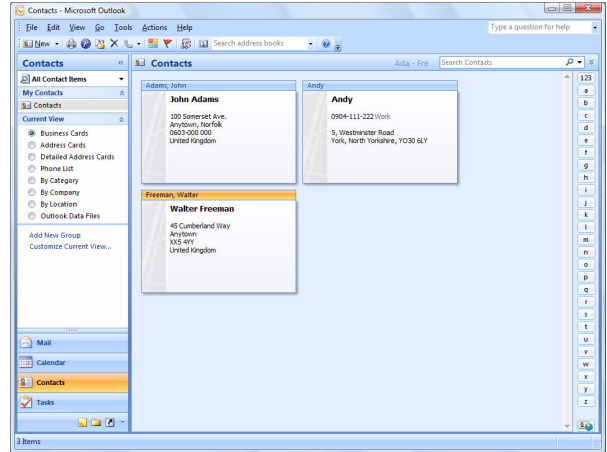 Contacts - Microsoft Outlook
File Edit View Go Tools Actions Help
Type a question for help
New
Search address books
Contacts
All Contact Items
My Contacts
Contacts
Current View
Business Cards
Address Cards
Detailed Address Cards
Phone List
By Category
By Company
By Location
Outlook Data Files
Add New Group
Customize Current View...
Mail
Calendar
Contacts
Tasks
3 Items
Contacts
Ada - Fre
Search Contacts
Adams, John
John Adams
100 Somerset Ave.
Anytown, Norfolk
0603-000 000
United Kingdom
Andy
Andy
0904-111-222 Work
5, Westminster Road
York, North Yorkshire, YO30 6LY
Freeman, Walter
Walter Freeman
45 Cumberland Way
Anytown
XX5 4YY
United Kingdom
123
a
b
c
d
e
f
g
h
i
j
k
l
m
n
o
p
q
r
s
t
u
v
w
x
y
z